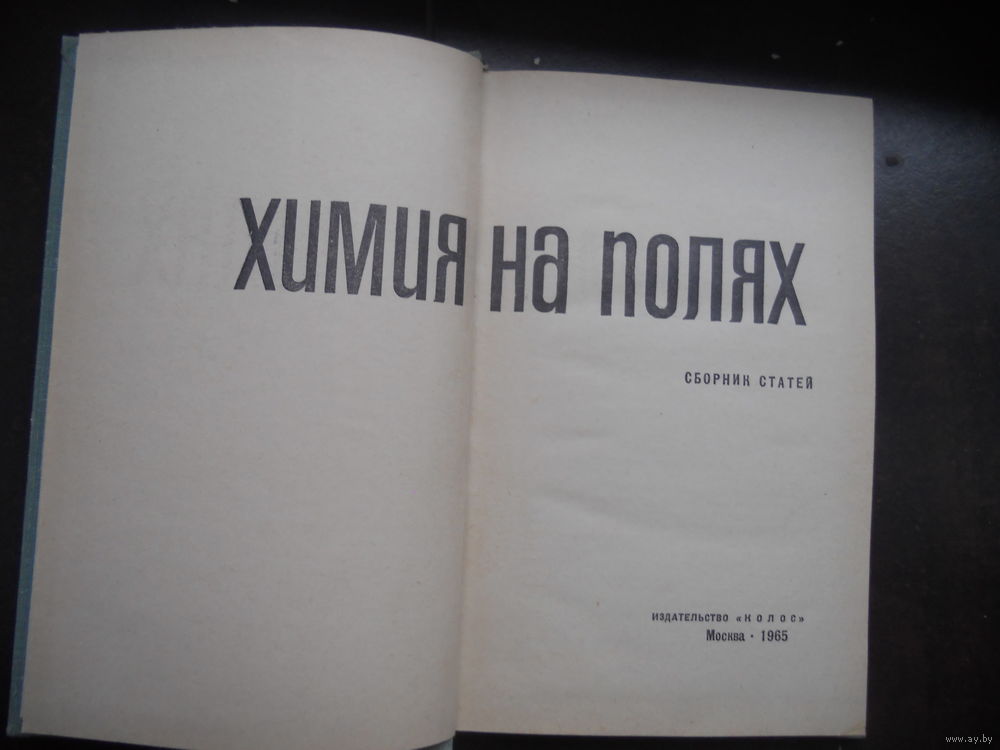 химия на полях
СБОРНИК СТАТЕЙ
ИЗДАТЕЛЬСТВО «КОЛОС»
Москва · 1965
www.ay.by